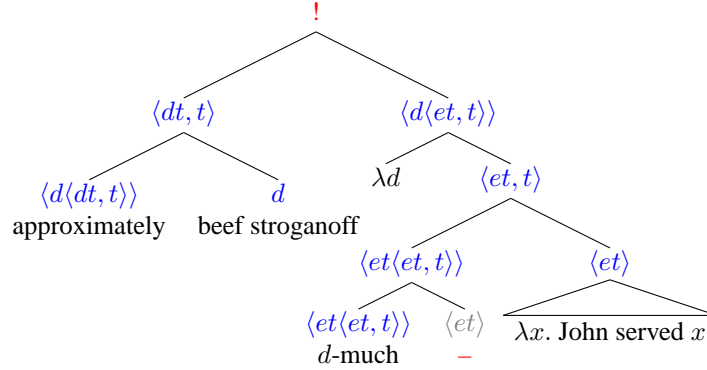 !
⟨dt, t⟩ ⟨d⟨et, t⟩⟩
⟨d⟨dt, t⟩⟩ d λd ⟨et, t⟩
approximately beef stroganoff
⟨et⟨et, t⟩⟩ ⟨et⟩
⟨et⟨et, t⟩⟩ ⟨et⟩ λx. John served x
d-much –